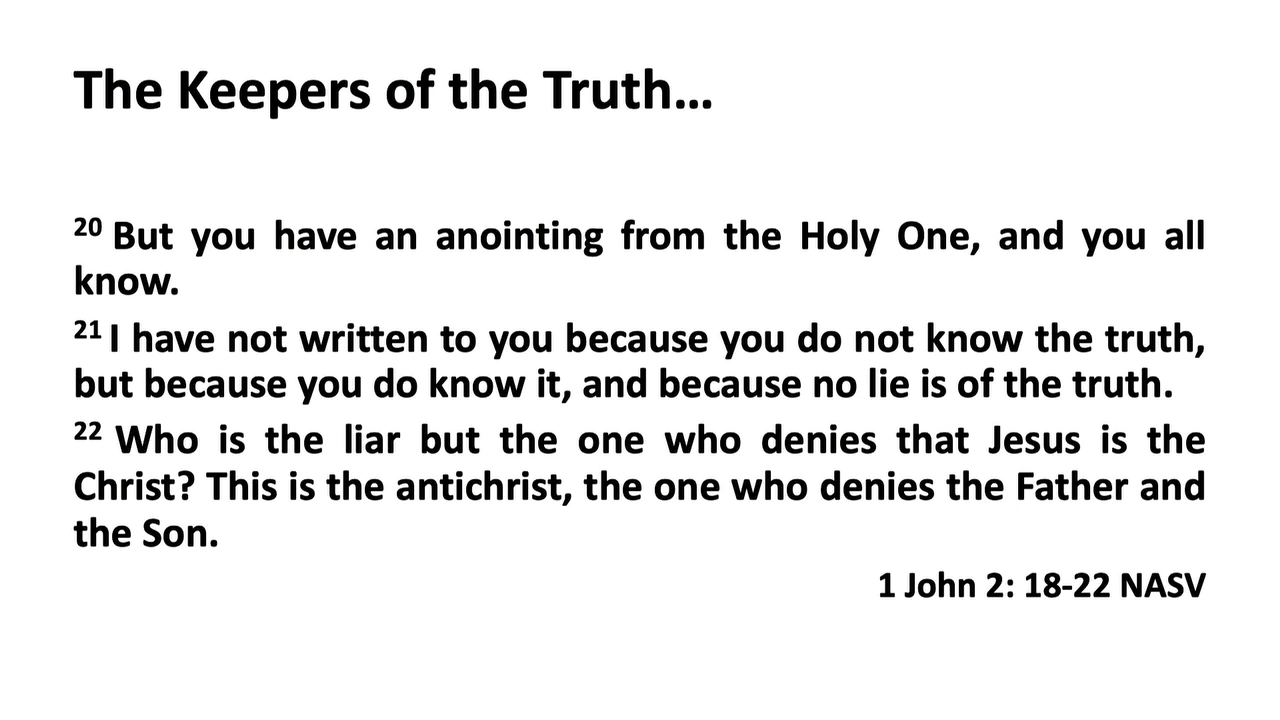 The Keepers of the Truth...
20 But you have an anointing from the Holy One, and you all
know.
21 I have not written to you because you do not know the truth,
but because you do know it, and because no lie is of the truth.
22 Who is the liar but the one who denies that Jesus is the
Christ? This is the antichrist, the one who denies the Father and
the Son.
1 John 2: 18-22 NASV